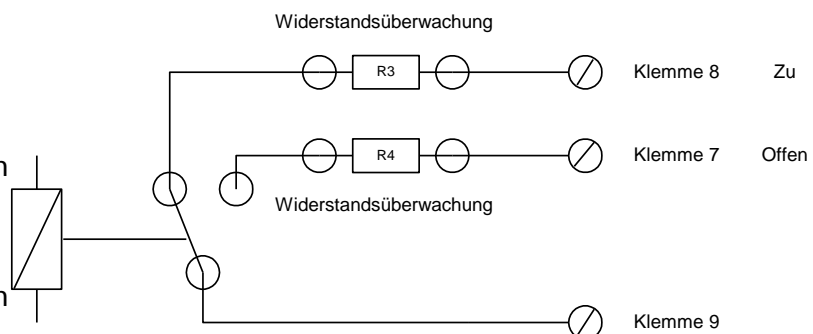 Widerstandsüberwachung
R3
Klemme 8 Zu
R4
Klemme 7 Offen
n
Widerstandsüberwachung
n
Klemme 9